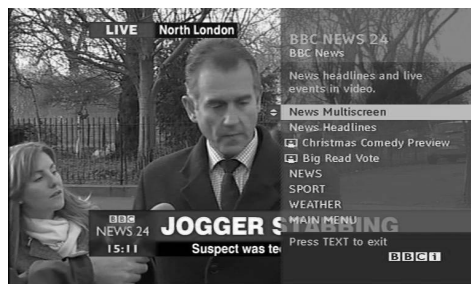 LIVE North London
BBC NEWS 24
BBC News
News headlines and live
events in video.
News Multiscreen
News Headlines
Christmas Comedy Preview
Big Read Vote
NEWS
SPORT
WEATHER
MAIN MENU
Press TEXT to exit
BBC 1
BBC
NEWS 24
15:11
JOGGER STABBING
Suspect was